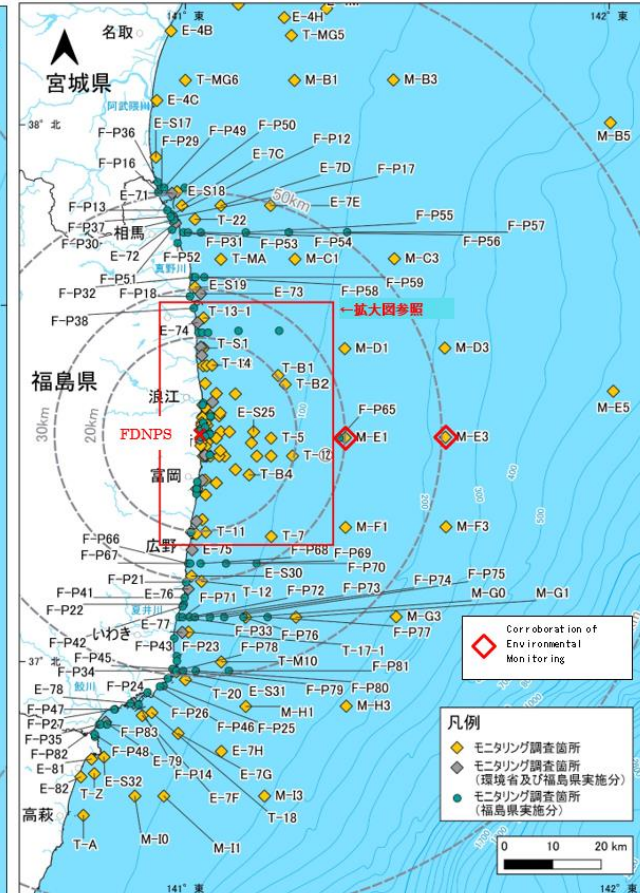 141° 東
142° 東
E-4H
E-4B
名取
T-MG5
宮城県
T-MG6
M-B1
M-B3
阿武隈川
E-4C
38° 北
E-S17
F-P36
F-P49
F-P50
F-P29
E-7C
F-P12
F-P16
E-7D
F-P17
M-B5
E-71
E-S18
50km
F-P13
E-7E
F-P37
相馬
T-22
F-P55
F-P57
F-P30
F-P31
F-P53
F-P54
F-P56
E-72
F-P52
T-MA
M-C1
M-C3
真野川
F-P51
F-P59
E-S19
E-73
F-P58
F-P32
F-P18
T-13-1
←拡大図参照
F-P38
E-74
T-S1
M-D1
M-D3
T-14
福島県
T-B1
T-B2
M-E5
浪江
100
E-S25
F-P65
30km
20km
FDNPS
T-5
M-E1
M-E3
T-⑰
富岡
T-B4
400
300
200
500
F-P66
T-11
T-7
M-F1
M-F3
広野
E-75
F-P68
F-P69
F-P67
F-P70
E-S30
F-P74
F-P75
F-P21
T-12
F-P72
F-P73
M-G0
M-G1
F-P41
E-76
F-P71
F-P22
夏井川
M-G3
E-77
F-P33
F-P76
F-P77
いわき
F-P42
F-P43
F-P23
F-P78
T-17-1
37° 北
F-P45
T-M10
F-P81
F-P34
鮫川
F-P24
F-P80
E-78
T-20
E-S31
F-P79
F-P47
F-P26
M-H1
M-H3
F-P27
F-P46
F-P25
F-P35
F-P83
F-P82
F-P48
E-79
E-7H
E-81
F-P14
E-7G
E-82
E-S32
T-Z
E-7F
M-I3
T-18
高萩
T-A
M-I0
M-I1
Corroboration of
Environmental
Monitoring
凡例
モニタリング調査箇所
モニタリング調査箇所
(環境省及び福島県実施分)
モニタリング調査箇所
(福島県実施分)
0 10 20 km
141° 東
142° 東